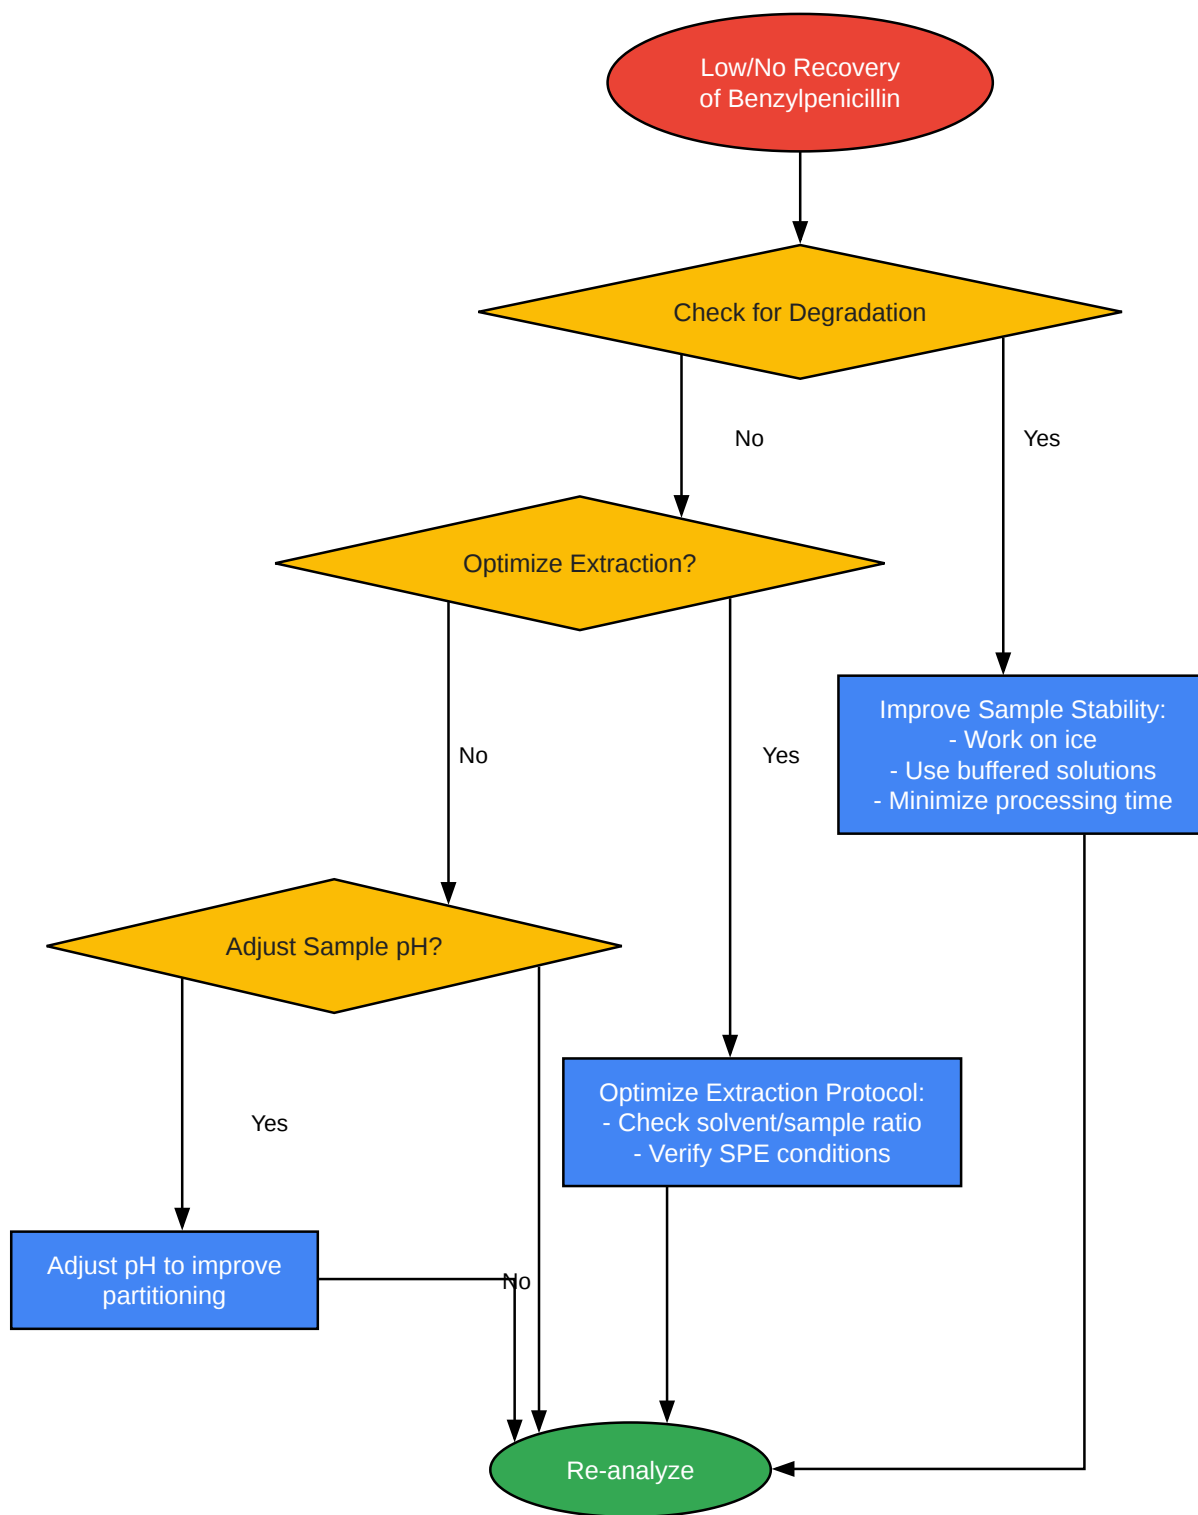 Low/No Recovery
of Benzylpenicillin
Check for Degradation
No
Yes
Optimize Extraction?
Improve Sample Stability:
- Work on ice
- Use buffered solutions
- Minimize processing time
No
Yes
Adjust Sample pH?
Optimize Extraction Protocol:
- Check solvent/sample ratio
- Verify SPE conditions
Yes
Adjust pH to improve
partitioning
No
Re-analyze